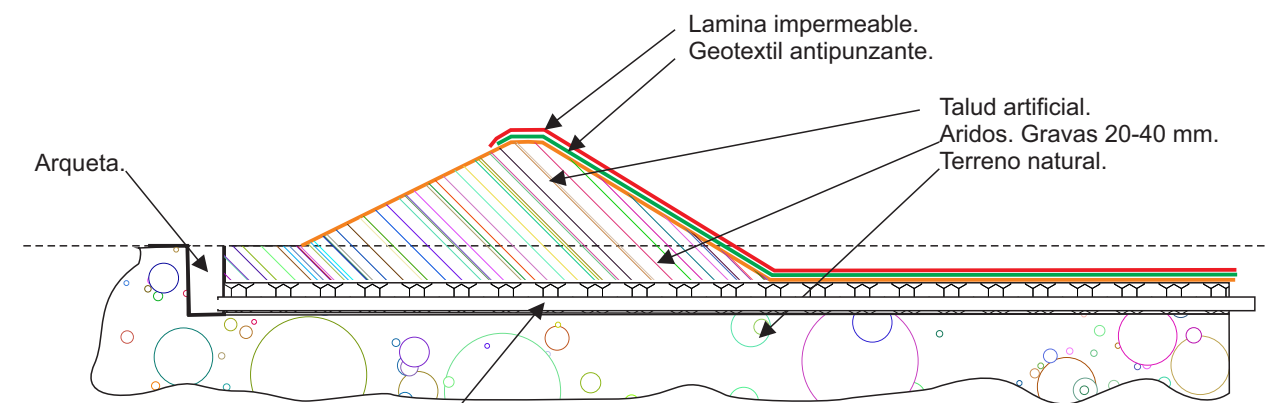 Lamina impermeable.
Geotextil antipunzante.
Talud artificial.
Aridos. Gravas 20-40 mm.
Terreno natural.
Arqueta.